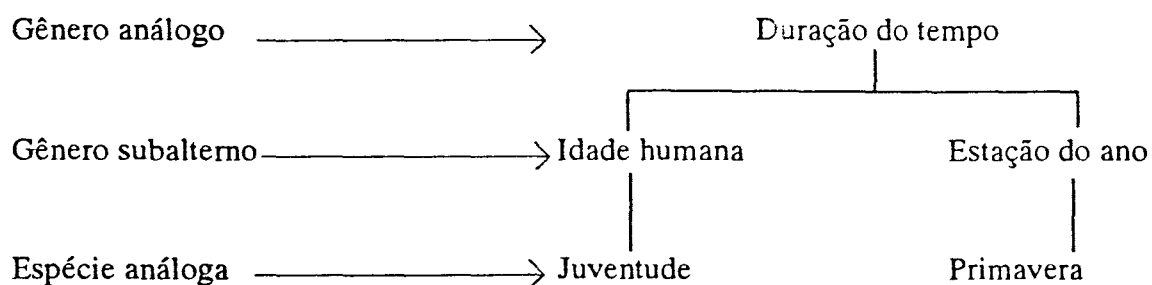 Gênero análogo Duração do tempo
Gênero subalterno Idade humana Estação do ano
Espécie análoga Juventude Primavera